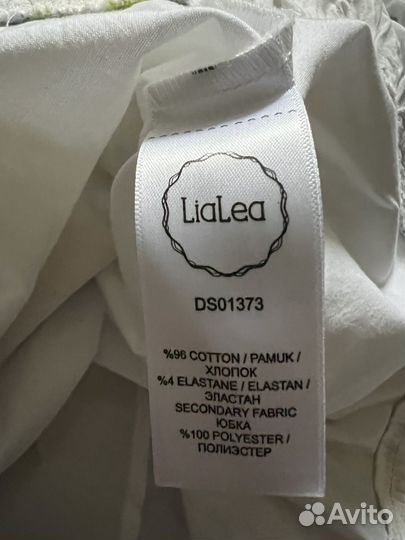 LiaLea
DS01373
%96 COTTON / PAMUK /
ХЛОПОК
%4 ELASTANE / ELASTAN /
ЭЛАСТАН
SECONDARY FABRIC
ЮБКА
%100 POLYESTER /
ПОЛИЭСТЕР
Avito